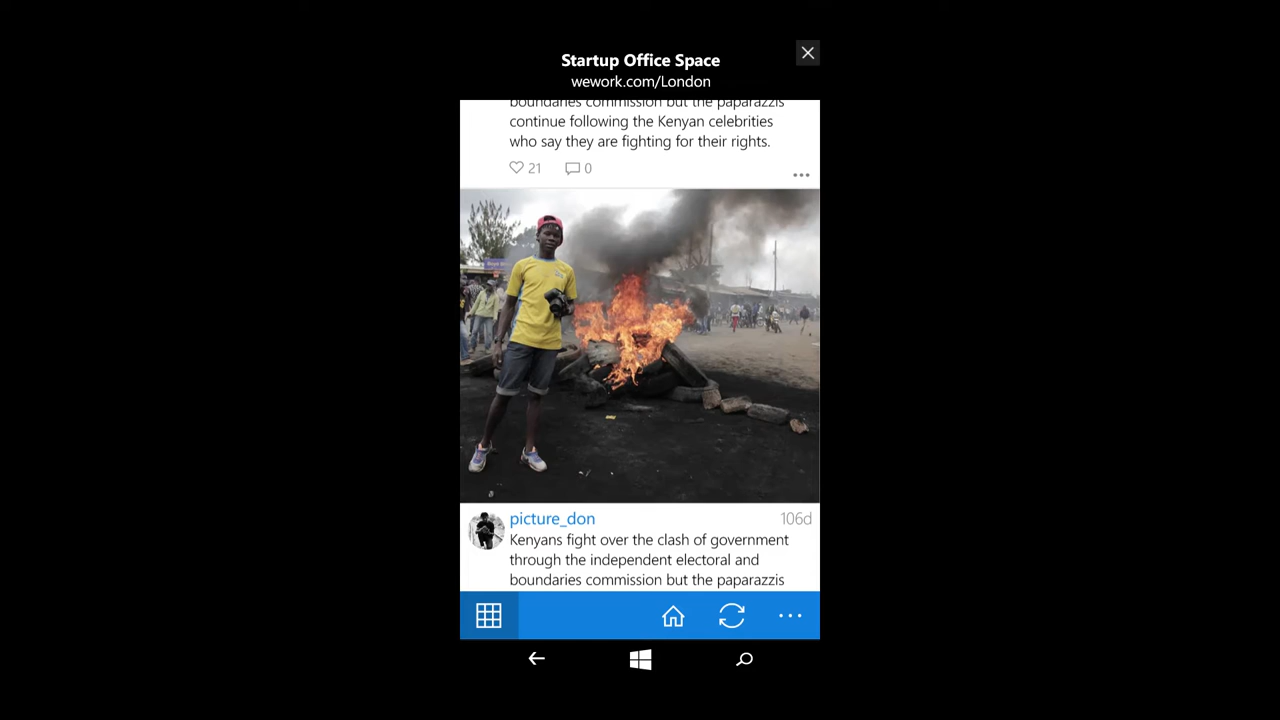 Startup Office Space
wework.com/London
boundaries commission but the paparazzis
continue following the Kenyan celebrities
who say they are fighting for their rights.
21 0
picture_don 106d
Kenyans fight over the clash of government
through the independent electoral and
boundaries commission but the paparazzis